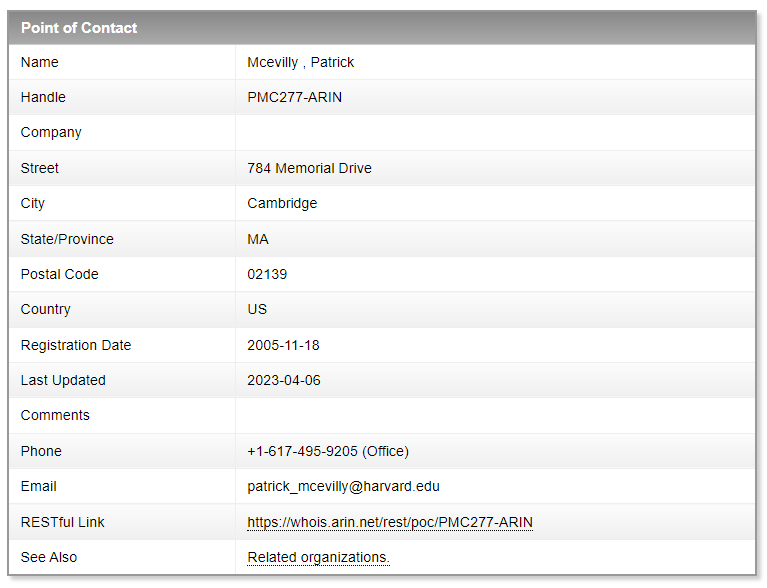 Point of Contact
Name Mcevilly , Patrick
Handle PMC277-ARIN
Company
Street 784 Memorial Drive
City Cambridge
State/Province MA
Postal Code 02139
Country US
Registration Date 2005-11-18
Last Updated 2023-04-06
Comments
Phone +1-617-495-9205 (Office)
Email patrick_mcevilly@harvard.edu
RESTful Link https://whois.arin.net/rest/poc/PMC277-ARIN
See Also Related organizations.